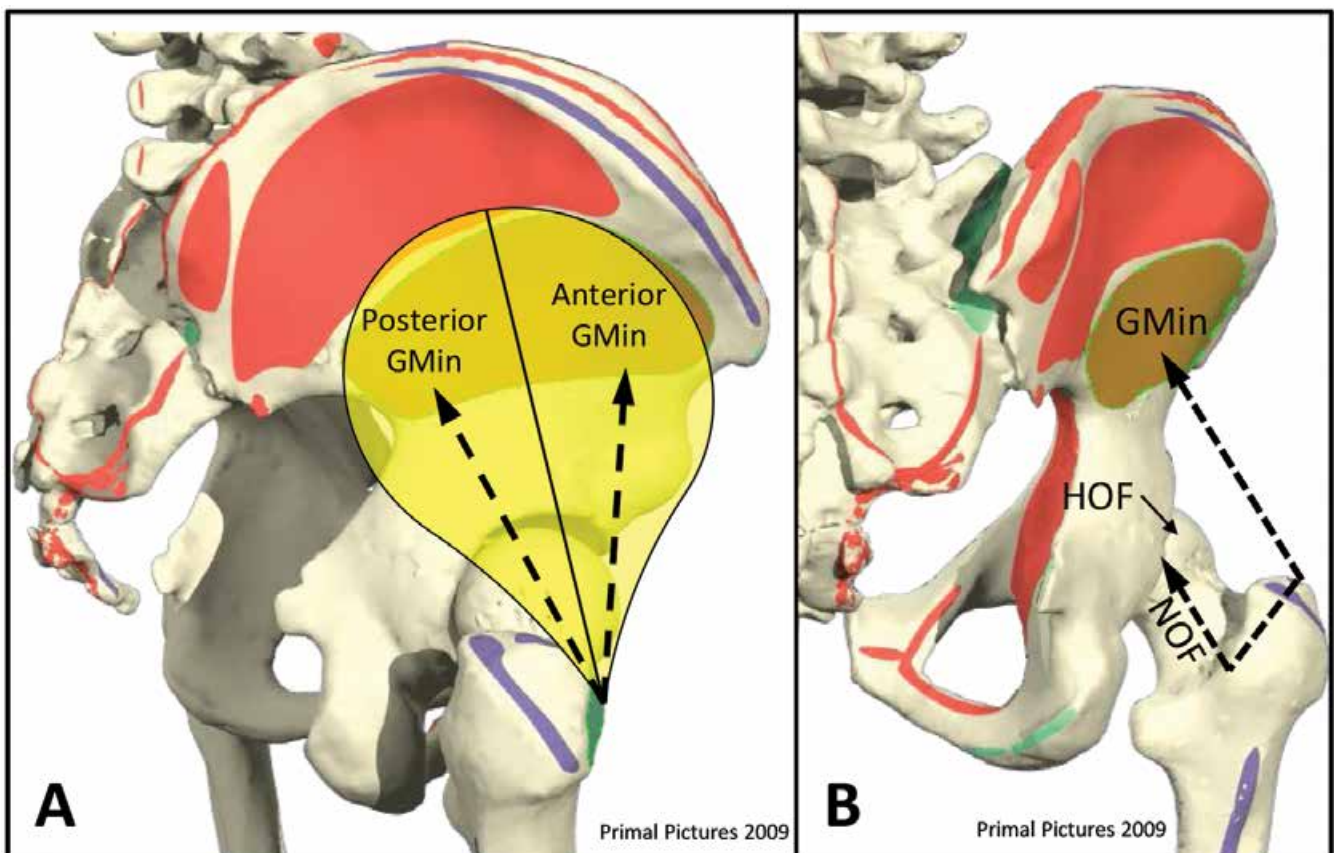 Posterior
GMin
Anterior
GMin
A
Primal Pictures 2009
GMin
HOF
NOF
B
Primal Pictures 2009